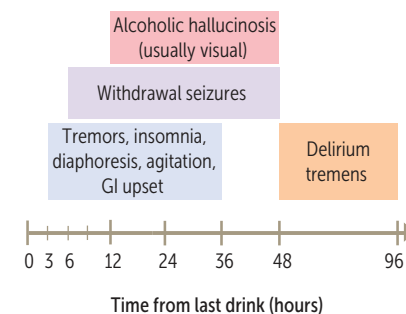 Alcoholic hallucinosis
(usually visual)
Withdrawal seizures
Tremors, insomnia,
diaphoresis, agitation,
GI upset
Delirium
tremens
0 3 6 12 24 36 48 96
Time from last drink (hours)